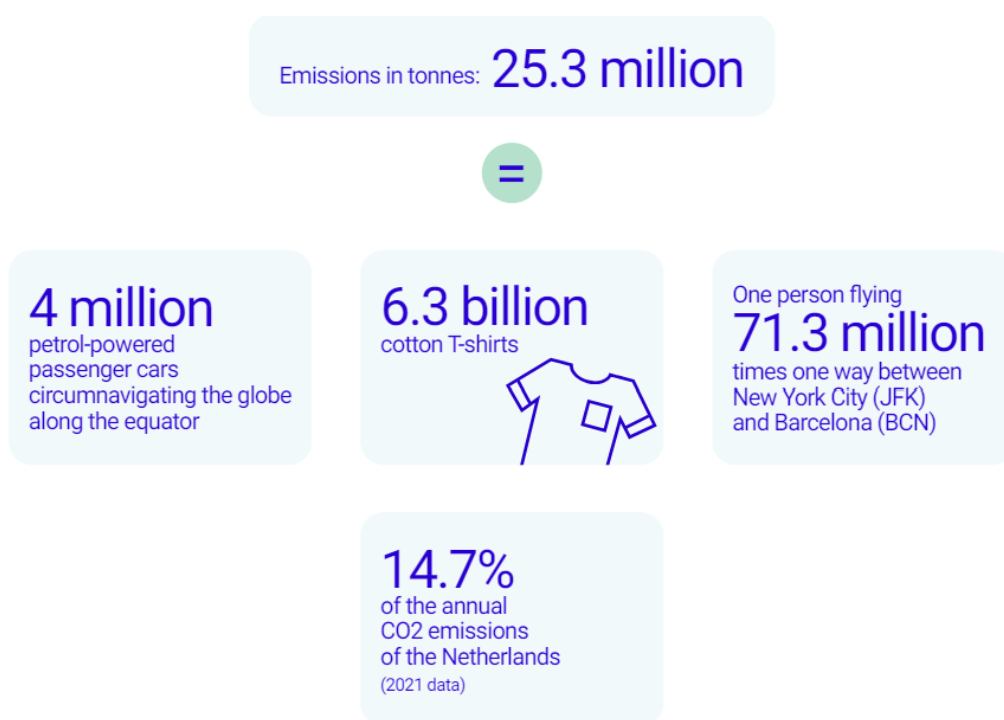 Emissions in tonnes: 25.3 million
=
4 million
petrol-powered
passenger cars
circumnavigating the globe
along the equator
6.3 billion
cotton T-shirts
One person flying
71.3 million
times one way between
New York City (JFK)
and Barcelona (BCN)
14.7%
of the annual
CO2 emissions
of the Netherlands
(2021 data)